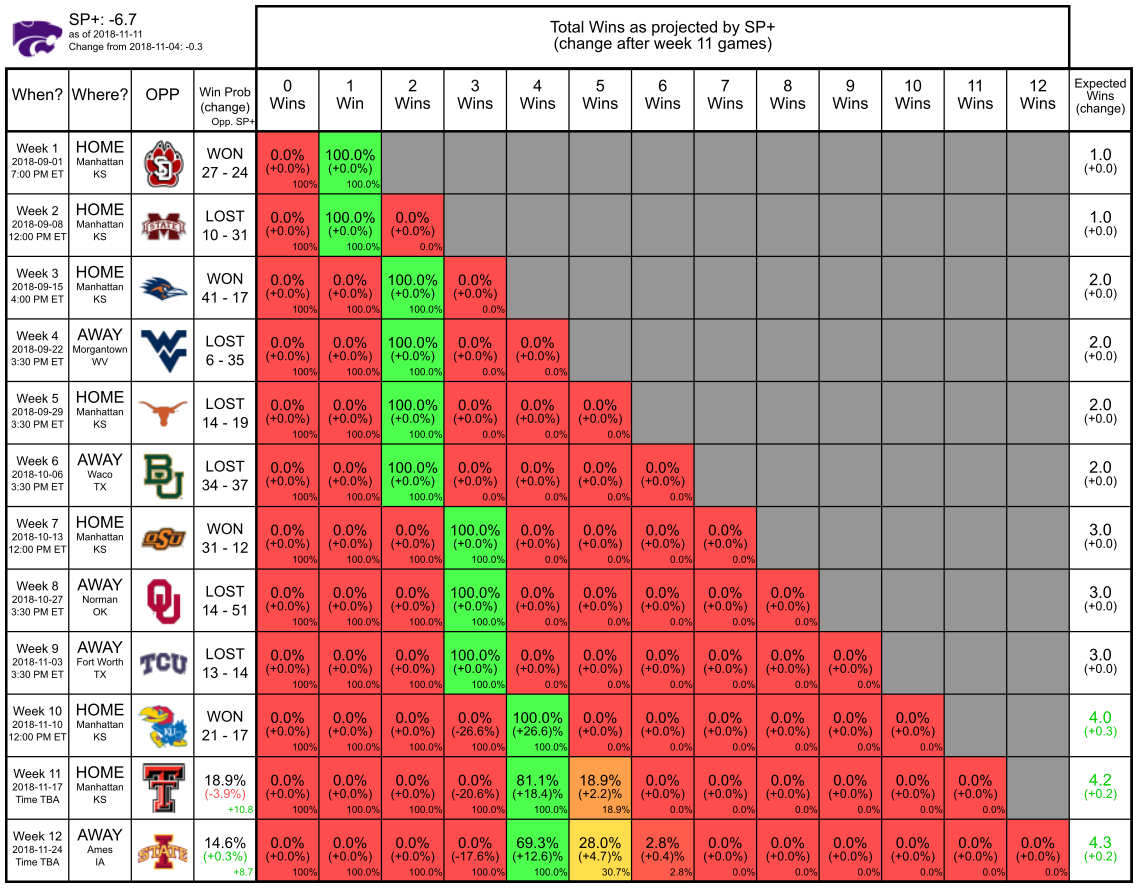 SP+: -6.7
as of 2018-11-11
Change from 2018-11-04: -0.3
Total Wins as projected by SP+
(change after week 11 games)
When? Where? OPP Win Prob (change) Opp. SP+ 0 Wins 1 Win 2 Wins 3 Wins 4 Wins 5 Wins 6 Wins 7 Wins 8 Wins 9 Wins 10 Wins 11 Wins 12 Wins Expected Wins (change)
Week 1 HOME WON 0.0% 100.0% 1.0
2018-09-01 Manhattan SD (+0.0%) (+0.0%) (+0.0)
7:00 PM ET KS 27 - 24 100% 100.0%
Week 2 HOME LOST 0.0% 100.0% 0.0% 1.0
2018-09-08 Manhattan STATE (+0.0%) (+0.0%) (+0.0%) (+0.0)
12:00 PM ET KS 10 - 31 100% 100.0% 0.0%
Week 3 HOME WON 0.0% 0.0% 100.0% 0.0% 2.0
2018-09-15 Manhattan (+0.0%) (+0.0%) (+0.0%) (+0.0%) (+0.0)
4:00 PM ET KS 41 - 17 100% 100.0% 100.0% 0.0%
Week 4 AWAY WV LOST 0.0% 0.0% 100.0% 0.0% 0.0% 2.0
2018-09-22 Morgantown (+0.0%) (+0.0%) (+0.0%) (+0.0%) (+0.0%) (+0.0)
3:30 PM ET WV 6 - 35 100% 100.0% 100.0% 0.0% 0.0%
Week 5 HOME LOST 0.0% 0.0% 100.0% 0.0% 0.0% 0.0% 2.0
2018-09-29 Manhattan (+0.0%) (+0.0%) (+0.0%) (+0.0%) (+0.0%) (+0.0%) (+0.0)
3:30 PM ET KS 14 - 19 100% 100.0% 100.0% 0.0% 0.0% 0.0%
Week 6 AWAY BU LOST 0.0% 0.0% 100.0% 0.0% 0.0% 0.0% 0.0% 2.0
2018-10-06 Waco (+0.0%) (+0.0%) (+0.0%) (+0.0%) (+0.0%) (+0.0%) (+0.0%) (+0.0)
3:30 PM ET TX 34 - 37 100% 100.0% 100.0% 0.0% 0.0% 0.0% 0.0%
Week 7 HOME OSU WON 0.0% 0.0% 0.0% 100.0% 0.0% 0.0% 0.0% 0.0% 3.0
2018-10-13 Manhattan (+0.0%) (+0.0%) (+0.0%) (+0.0%) (+0.0%) (+0.0%) (+0.0%) (+0.0%) (+0.0)
12:00 PM ET KS 31 - 12 100% 100.0% 100.0% 100.0% 0.0% 0.0% 0.0% 0.0%
Week 8 AWAY OU LOST 0.0% 0.0% 0.0% 100.0% 0.0% 0.0% 0.0% 0.0% 0.0% 3.0
2018-10-27 Norman (+0.0%) (+0.0%) (+0.0%) (+0.0%) (+0.0%) (+0.0%) (+0.0%) (+0.0%) (+0.0%) (+0.0)
3:30 PM ET OK 14 - 51 100% 100.0% 100.0% 100.0% 0.0% 0.0% 0.0% 0.0% 0.0%
Week 9 AWAY TCU LOST 0.0% 0.0% 0.0% 100.0% 0.0% 0.0% 0.0% 0.0% 0.0% 0.0% 3.0
2018-11-03 Fort Worth (+0.0%) (+0.0%) (+0.0%) (+0.0%) (+0.0%) (+0.0%) (+0.0%) (+0.0%) (+0.0%) (+0.0%) (+0.0)
3:30 PM ET TX 13 - 14 100% 100.0% 100.0% 100.0% 0.0% 0.0% 0.0% 0.0% 0.0% 0.0%
Week 10 HOME KU WON 0.0% 0.0% 0.0% 0.0% 100.0% 0.0% 0.0% 0.0% 0.0% 0.0% 0.0% 4.0
2018-11-10 Manhattan (+0.0%) (+0.0%) (+0.0%) (-26.6%) (+26.6%) (+0.0%) (+0.0%) (+0.0%) (+0.0%) (+0.0%) (+0.0%) (+0.3)
12:00 PM ET KS 21 - 17 100% 100.0% 100.0% 100.0% 100.0% 0.0% 0.0% 0.0% 0.0% 0.0% 0.0%
Week 11 HOME T 18.9% 0.0% 0.0% 0.0% 0.0% 81.1% 18.9% 0.0% 0.0% 0.0% 0.0% 0.0% 0.0% 4.2
2018-11-17 Manhattan (-3.9%) (+0.0%) (+0.0%) (+0.0%) (-20.6%) (+18.4)% (+2.2)% (+0.0%) (+0.0%) (+0.0%) (+0.0%) (+0.0%) (+0.0%) (+0.2)
Time TBA KS +10.8 100% 100.0% 100.0% 100.0% 100.0% 18.9% 0.0% 0.0% 0.0% 0.0% 0.0% 0.0%
Week 12 AWAY STATE 14.6% 0.0% 0.0% 0.0% 0.0% 69.3% 28.0% 2.8% 0.0% 0.0% 0.0% 0.0% 0.0% 0.0% 4.3
2018-11-24 Ames (+0.3%) (+0.0%) (+0.0%) (+0.0%) (-17.6%) (+12.6)% (+4.7)% (+0.4)% (+0.0%) (+0.0%) (+0.0%) (+0.0%) (+0.0%) (+0.0%) (+0.2)
Time TBA IA +8.7 100% 100.0% 100.0% 100.0% 100.0% 30.7% 2.8% 0.0% 0.0% 0.0% 0.0% 0.0% 0.0%